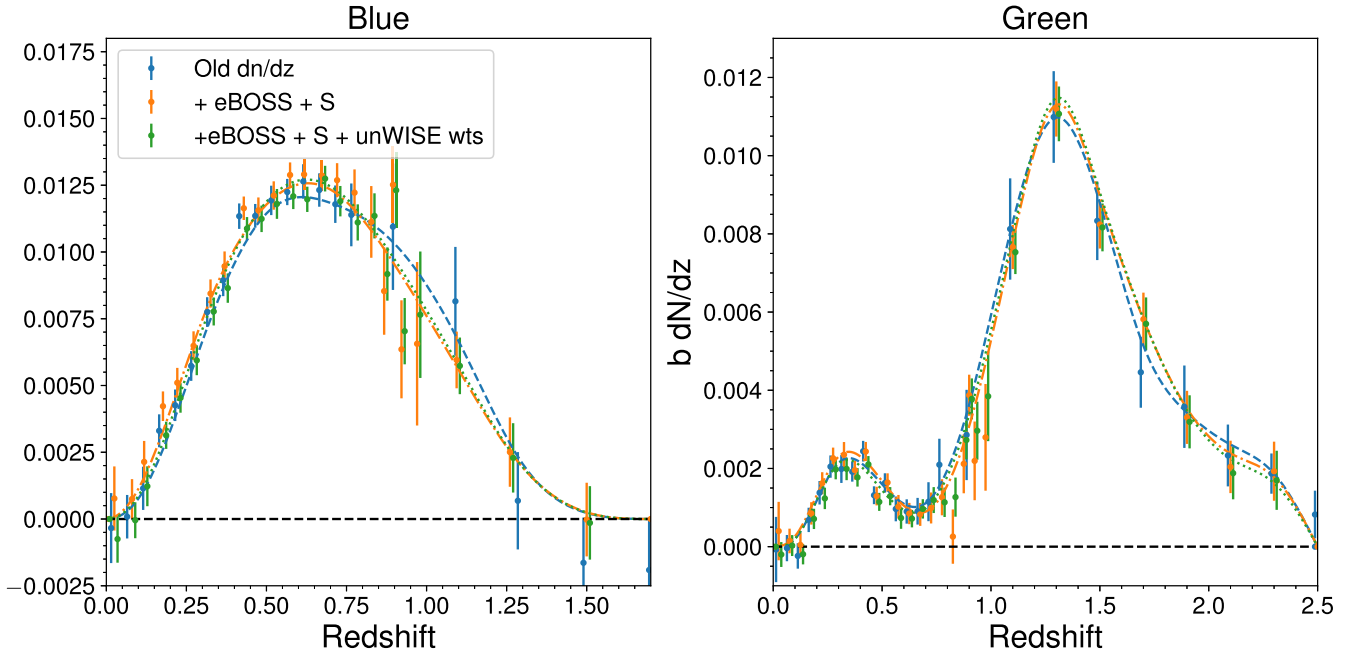 Blue
0.0175
0.0150
0.0125
0.0100
0.0075
0.0050
0.0025
0.0000
−0.0025
Old dn/dz
+ eBOSS + S
+eBOSS + S + unWISE wts
0.00 0.25 0.50 0.75 1.00 1.25 1.50
Redshift
Green
b dN/dz
0.012
0.010
0.008
0.006
0.004
0.002
0.000
0.0 0.5 1.0 1.5 2.0 2.5
Redshift